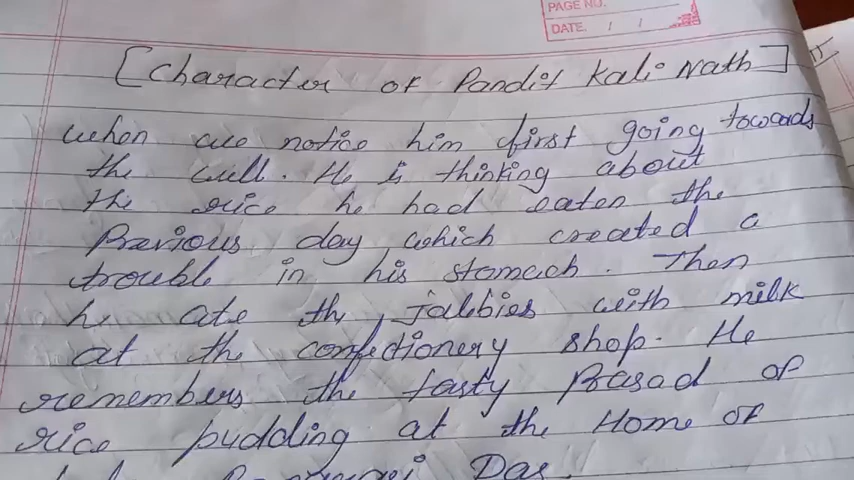 PAGE NO.
DATE. / /
[Character of Pandit Kali Nath]
when we notice him first going towards
the well. He is thinking about
the rice he had eaten the
Previous day which created a
trouble in his stomach. Then
he ate the jalebies with milk
at the confectionery shop. He
remembers the tasty Prasad of
rice pudding at the Home of
Das.